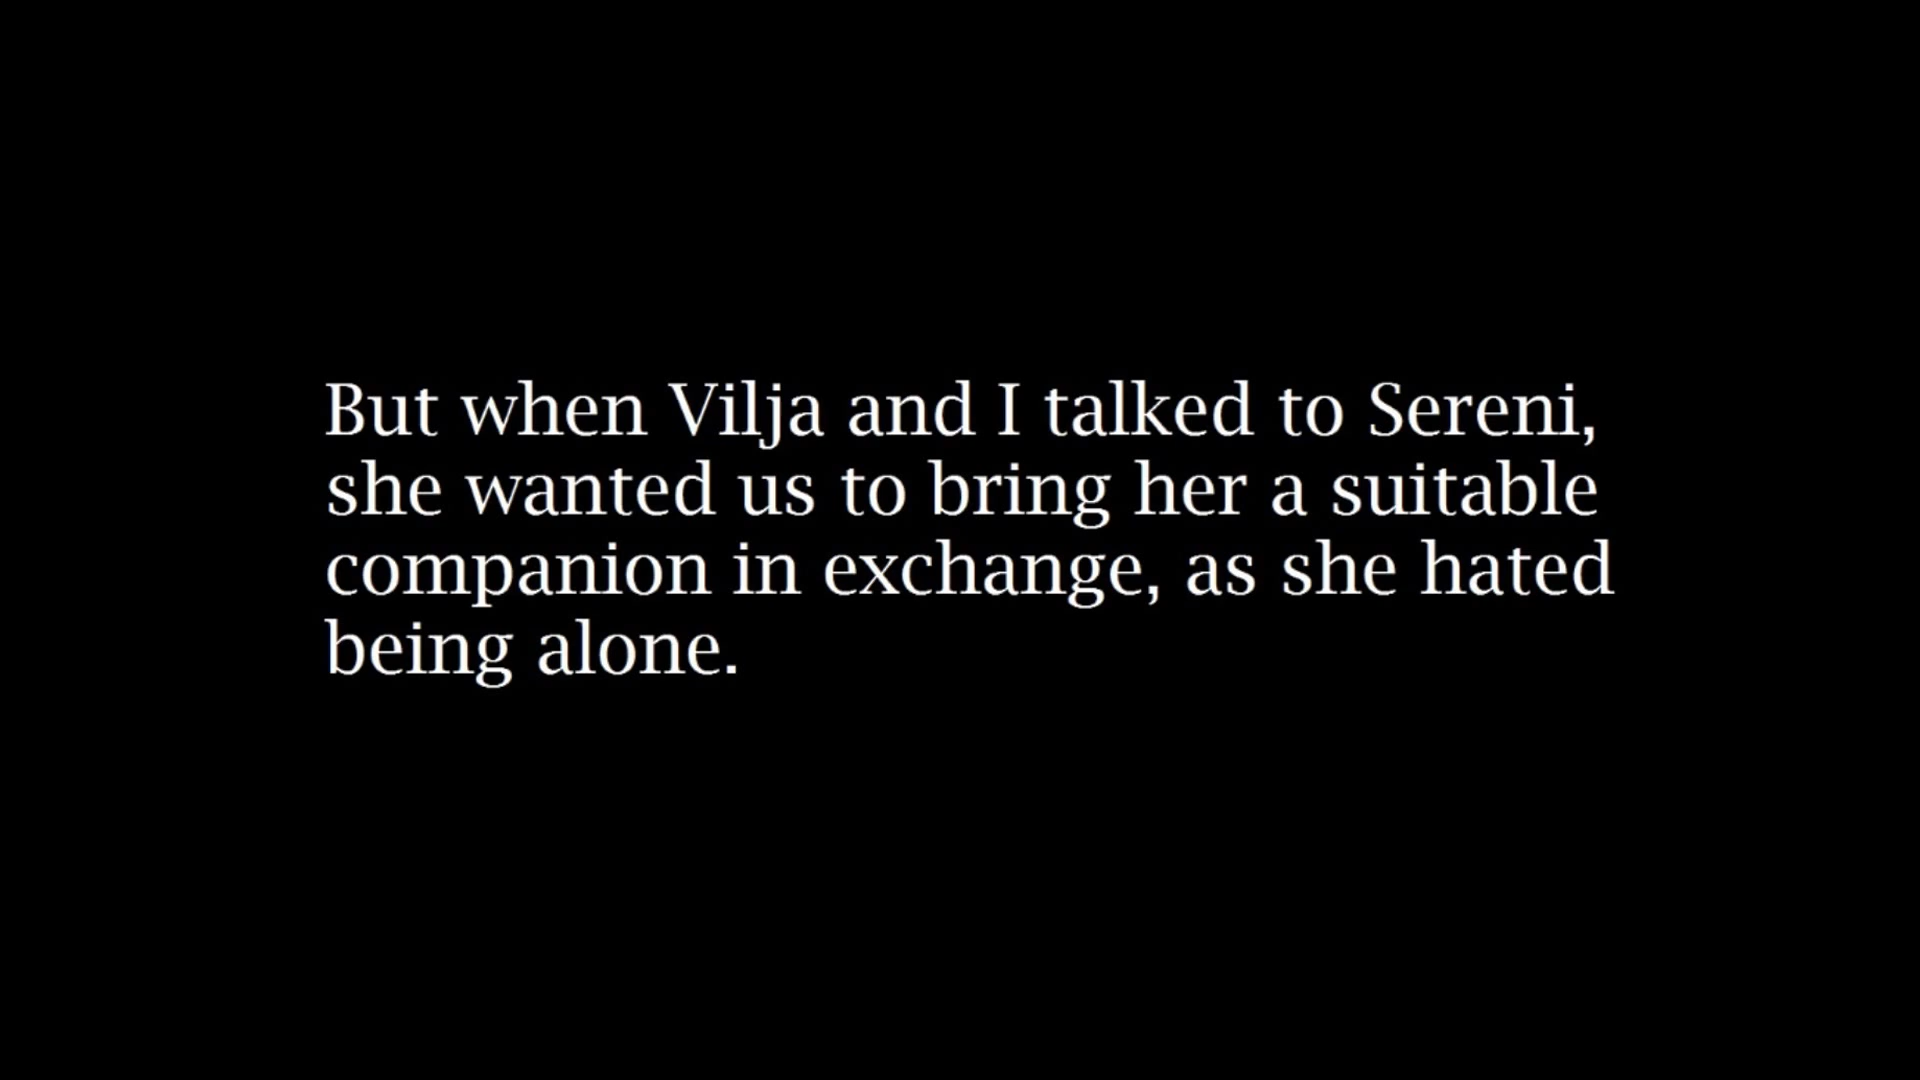 But when Vilja and I talked to Sereni,
she wanted us to bring her a suitable
companion in exchange, as she hated
being alone.